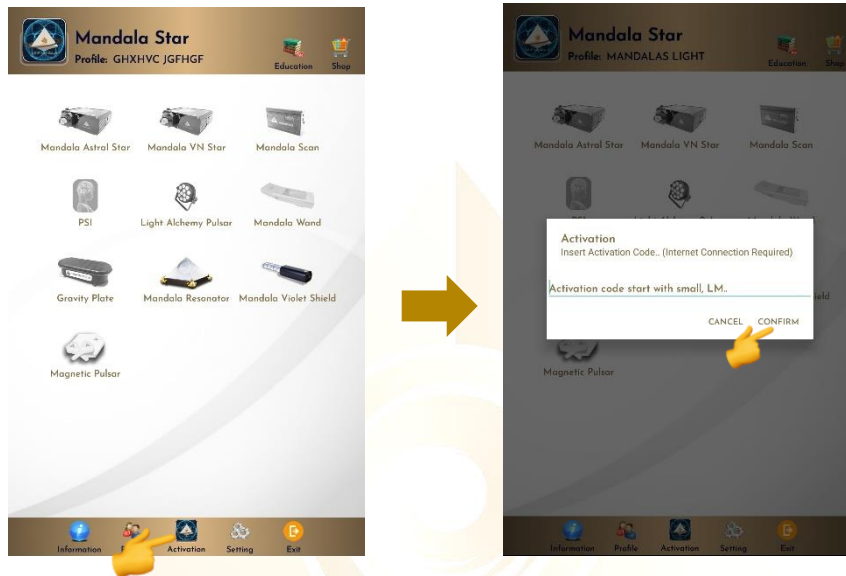 Mandala Star
Profile: GHXHVC JGFHGF
Education
Shop
Mandala Astral Star
Mandala VN Star
Mandala Scan
PSI
Light Alchemy Pulsar
Mandala Wand
Gravity Plate
Mandala Resonator
Mandala Violet Shield
Magnetic Pulsar
Information
Activation
Setting
Exit
Mandala Star
Profile: MANDALAS LIGHT
Education
Shop
Mandala Astral Star
Mandala VN Star
Mandala Scan
Activation
Insert Activation Code.. (Internet Connection Required)
Activation code start with small, LM..
CANCEL
CONFIRM
Magnetic Pulsar
Information
Profile
Activation
Setting
Exit